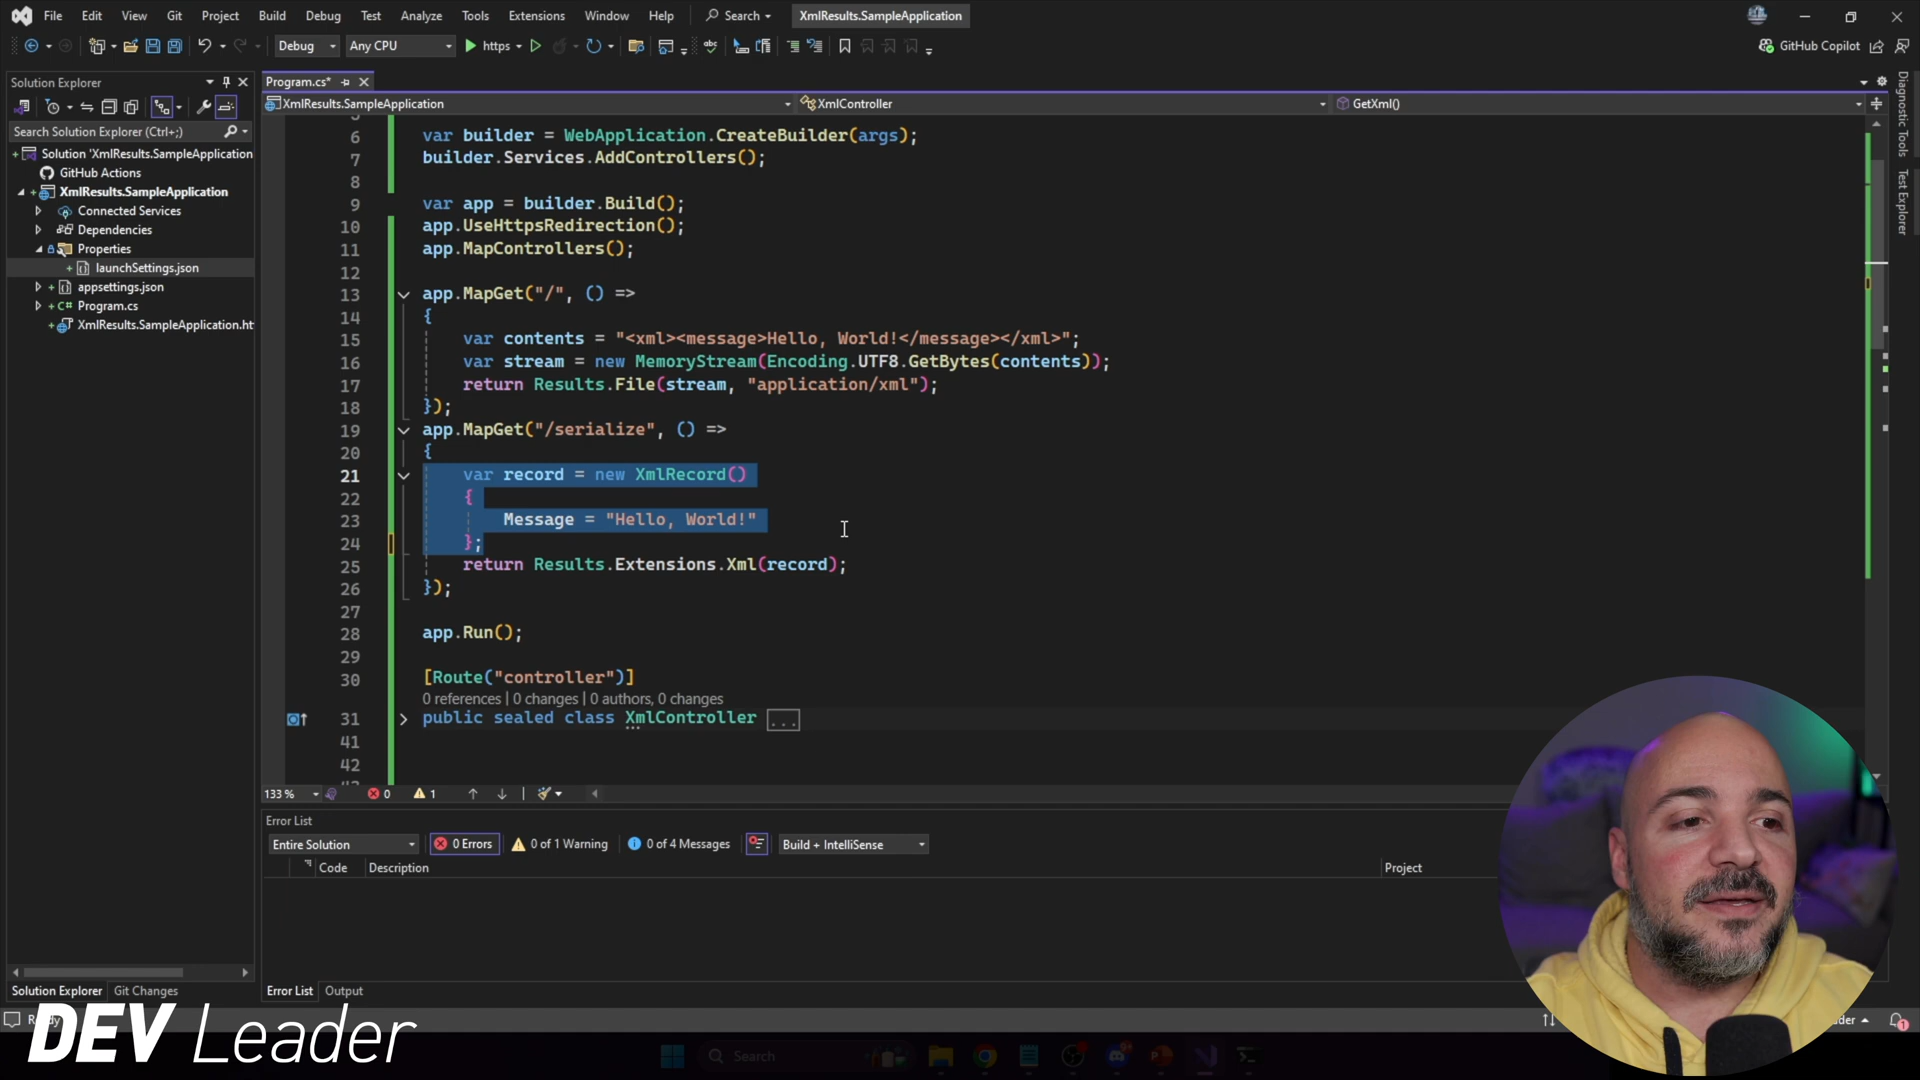 File Edit View Git Project Build Debug Test Analyze Tools Extensions Window Help Search XmlResults.SampleApplication
Debug Any CPU https GitHub Copilot
Solution Explorer
Program.cs*
XmlResults.SampleApplication XmlController GetXml()
Search Solution Explorer (Ctrl+;)
Solution 'XmlResults.SampleApplication
GitHub Actions
XmlResults.SampleApplication
Connected Services
Dependencies
Properties
launchSettings.json
appsettings.json
C# Program.cs
XmlResults.SampleApplication.ht
6 var builder = WebApplication.CreateBuilder(args);
7 builder.Services.AddControllers();
8
9 var app = builder.Build();
10 app.UseHttpsRedirection();
11 app.MapControllers();
12
13 app.MapGet("/", () =>
14 {
15 var contents = "<xml><message>Hello, World!</message></xml>";
16 var stream = new MemoryStream(Encoding.UTF8.GetBytes(contents));
17 return Results.File(stream, "application/xml");
18 });
19 app.MapGet("/serialize", () =>
20 {
21 var record = new XmlRecord()
22 {
23 Message = "Hello, World!"
24 };
25 return Results.Extensions.Xml(record);
26 });
27
28 app.Run();
29
30 [Route("controller")]
0 references | 0 changes | 0 authors, 0 changes
31 public sealed class XmlController ...
41
42
133 % 0 1
Error List
Entire Solution 0 Errors 0 of 1 Warning 0 of 4 Messages Build + IntelliSense
Code Description Project
Solution Explorer Git Changes
Error List Output
Diagnostic Tools
Test Explorer
DEV Leader
Search